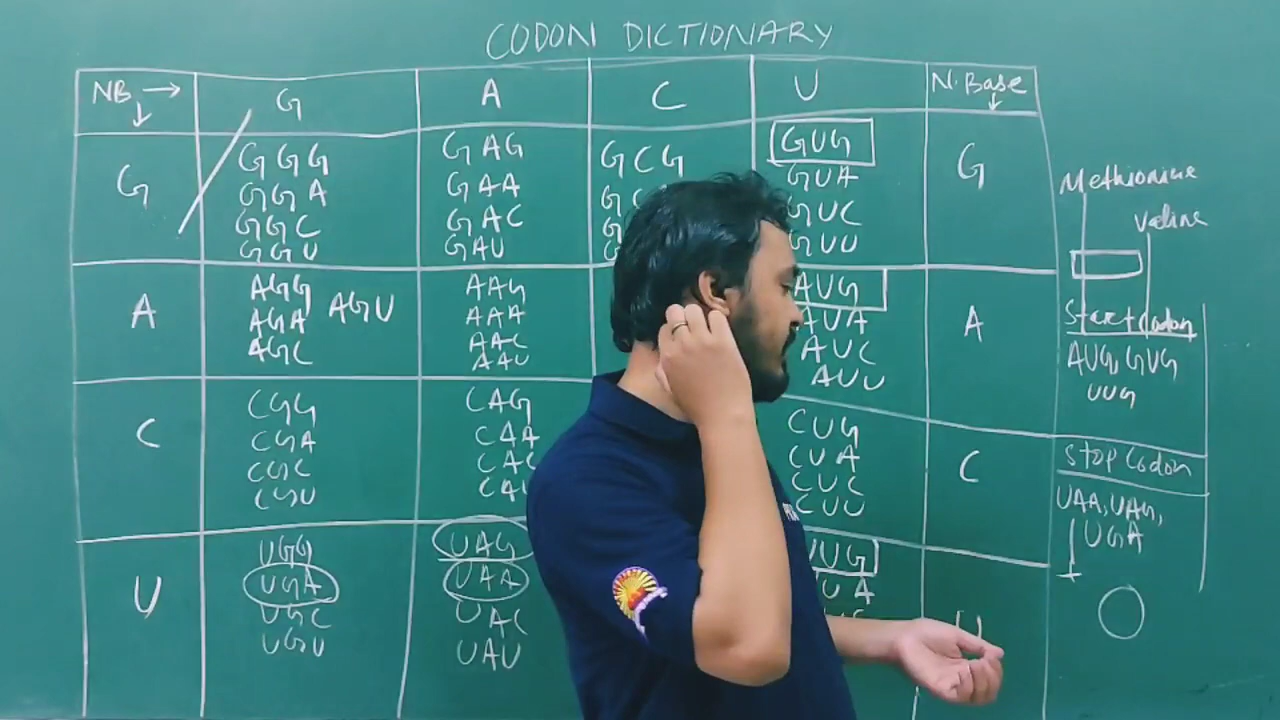 CODON DICTIONARY
NB → G A C U N.Base
↓ ↓
G GGG GAG GCG GUG G
GGA GAA GUA
GGC GAC GUC
GGU GAU GUU
A AGG AGU AAG AUG A
AGA AAA AUA
AGC AAC AUC
AAU AUU
C CGG CAG CUG C
CGA CAA CUA
CGC CAC CUC
CGU CAU CUU
U UGG UAG UUG
UGA UAA UUA
UGC UAC
UGU UAU
Methionine
Valine
Start Codon
AUG, GUG
UUG
Stop Codon
UAA, UAG,
UGA